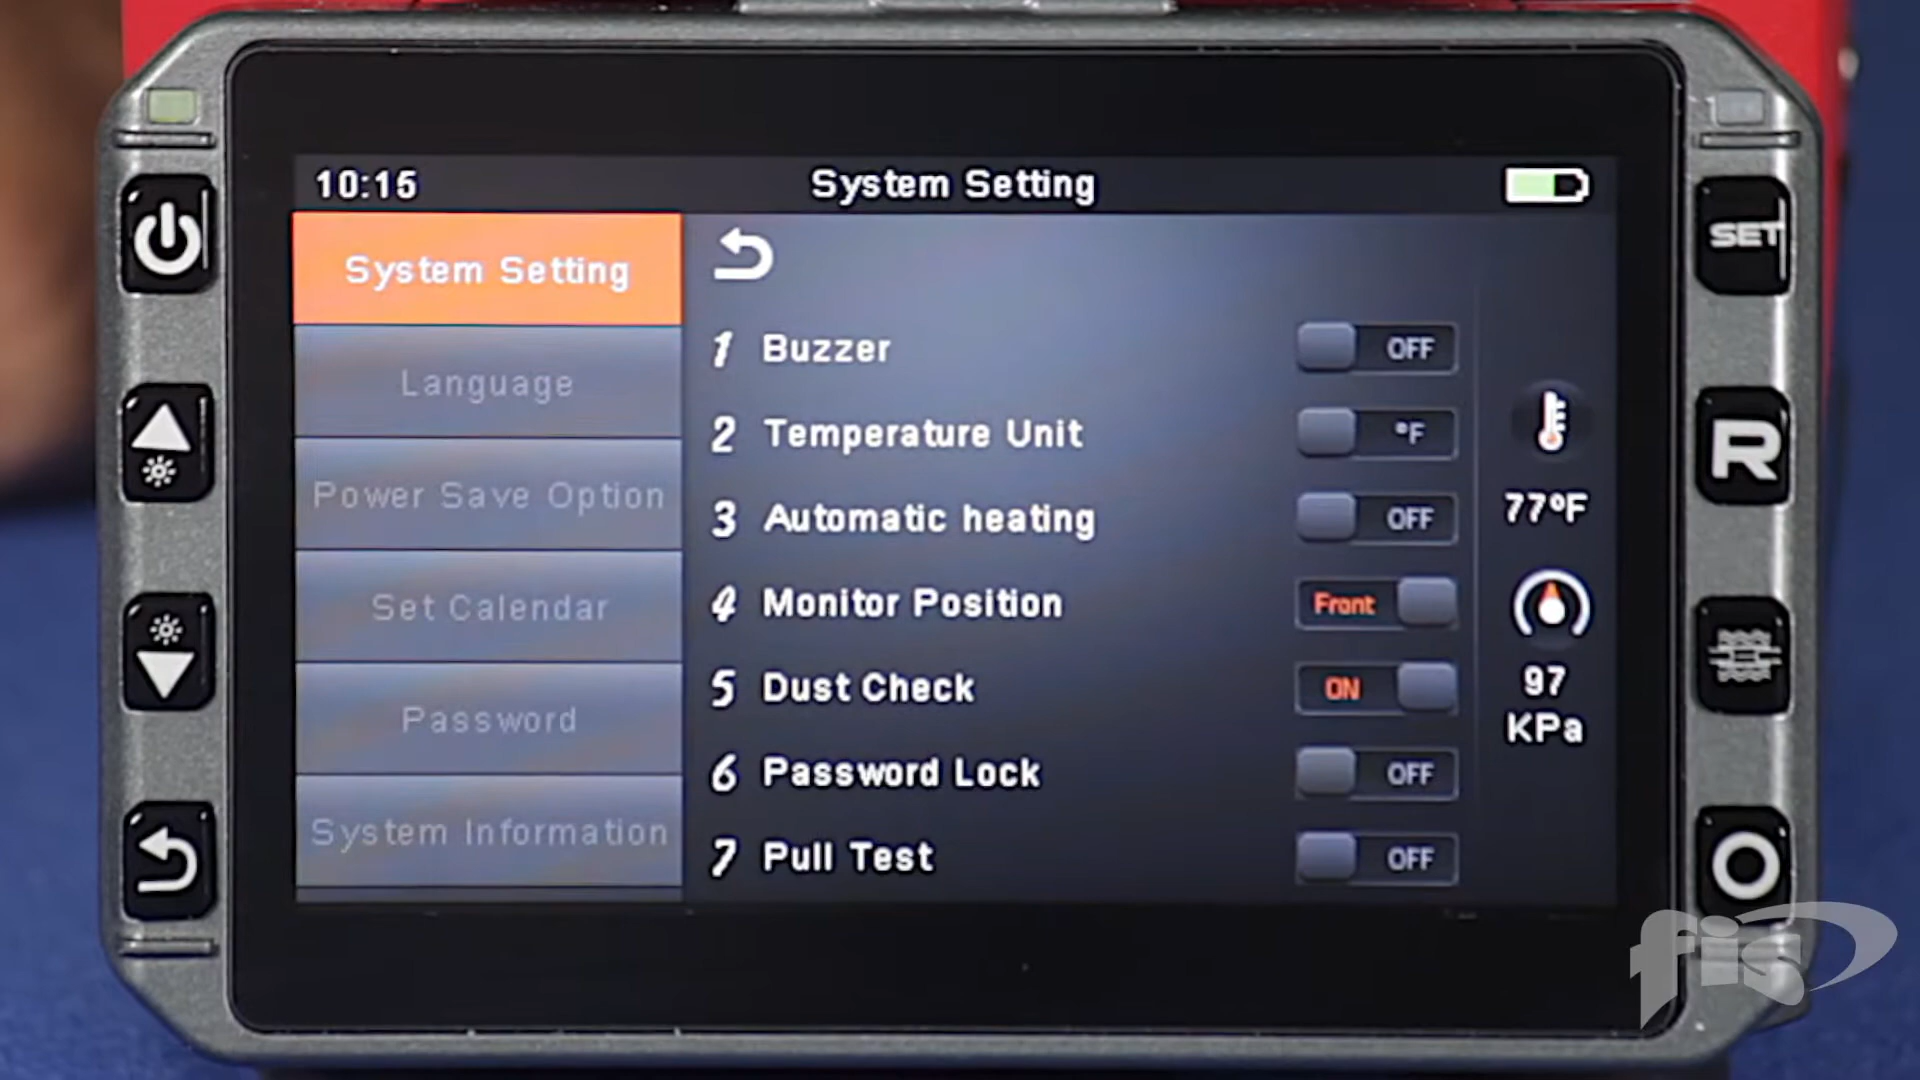 10:15 System Setting
System Setting
Language
Power Save Option
Set Calendar
Password
System Information
1 Buzzer OFF
2 Temperature Unit °F
3 Automatic heating OFF
4 Monitor Position Front
5 Dust Check ON
6 Password Lock OFF
7 Pull Test OFF
77°F
97
KPa
SET
R
fis